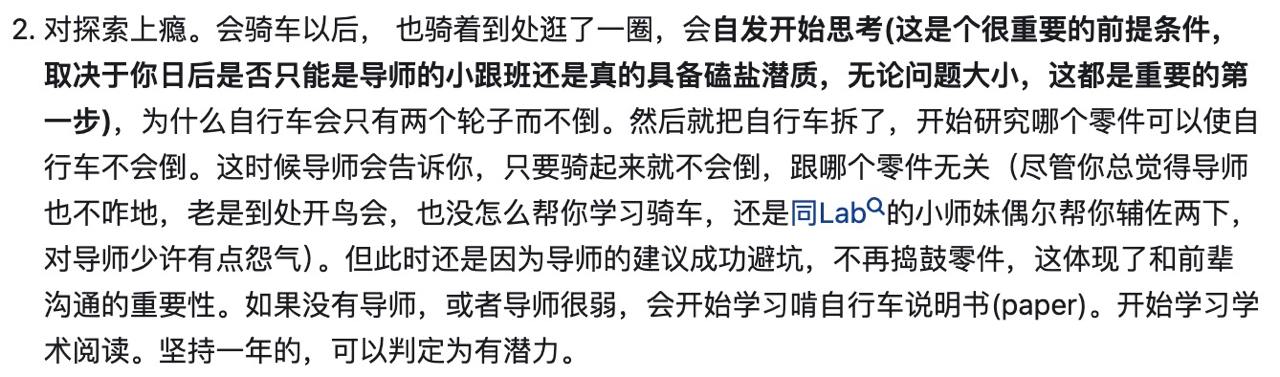 2. 对探索上瘾。会骑车以后， 也骑着到处逛了一圈，会自发开始思考(这是个很重要的前提条件，
取决于你日后是否只能是导师的小跟班还是真的具备磕盐潜质，无论问题大小，这都是重要的第
一步)，为什么自行车会只有两个轮子而不倒。然后就把自行车拆了，开始研究哪个零件可以使自
行车不会倒。这时候导师会告诉你，只要骑起来就不会倒，跟哪个零件无关（尽管你总觉得导师
也不咋地，老是到处开鸟会，也没怎么帮你学习骑车，还是同Lab的小师妹偶尔帮你辅佐两下，
对导师少许有点怨气）。但此时还是因为导师的建议成功避坑，不再捣鼓零件，这体现了和前辈
沟通的重要性。如果没有导师，或者导师很弱，会开始学习啃自行车说明书(paper)。开始学习学
术阅读。坚持一年的，可以判定为有潜力。